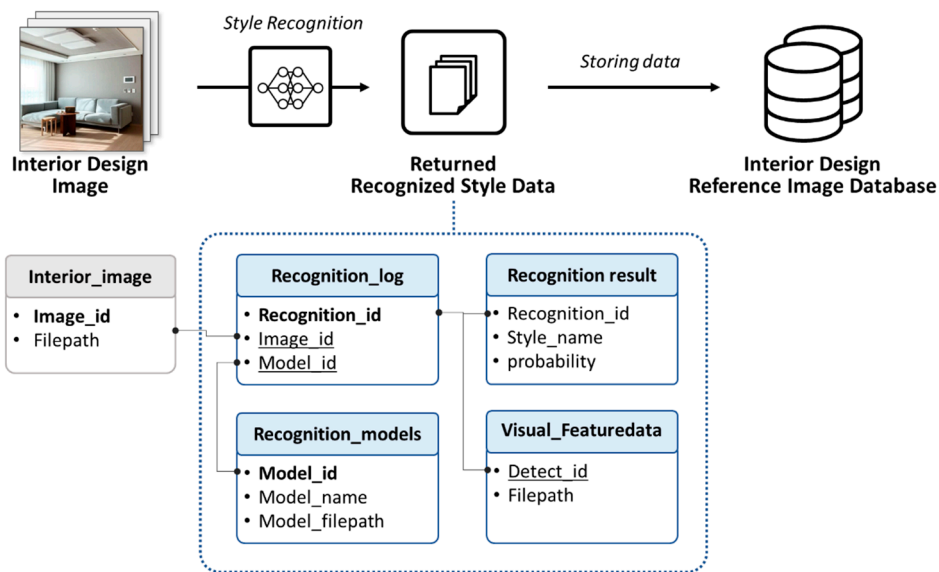 Style Recognition
Storing data
Interior Design
Image
Returned
Recognized Style Data
Interior Design
Reference Image Database
Interior_image
• Image_id
• Filepath
Recognition_log
• Recognition_id
• Image_id
• Model_id
Recognition result
• Recognition_id
• Style_name
• probability
Recognition_models
• Model_id
• Model_name
• Model_filepath
Visual_Featuredata
• Detect_id
• Filepath